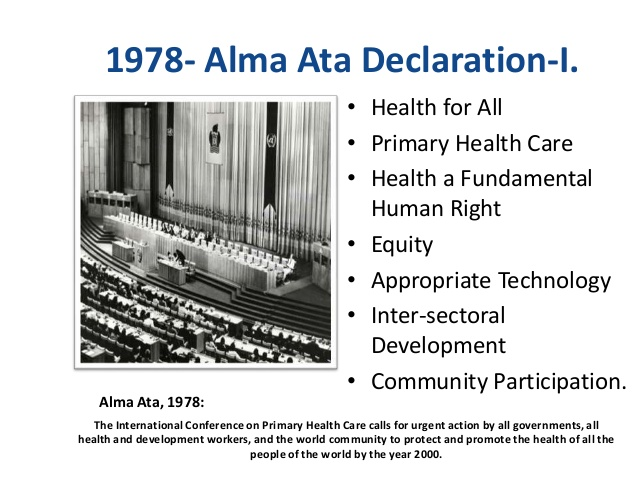 1978- Alma Ata Declaration-I.
• Health for All
• Primary Health Care
• Health a Fundamental
Human Right
• Equity
• Appropriate Technology
• Inter-sectoral
Development
• Community Participation.
Alma Ata, 1978:
The International Conference on Primary Health Care calls for urgent action by all governments, all
health and development workers, and the world community to protect and promote the health of all the
people of the world by the year 2000.